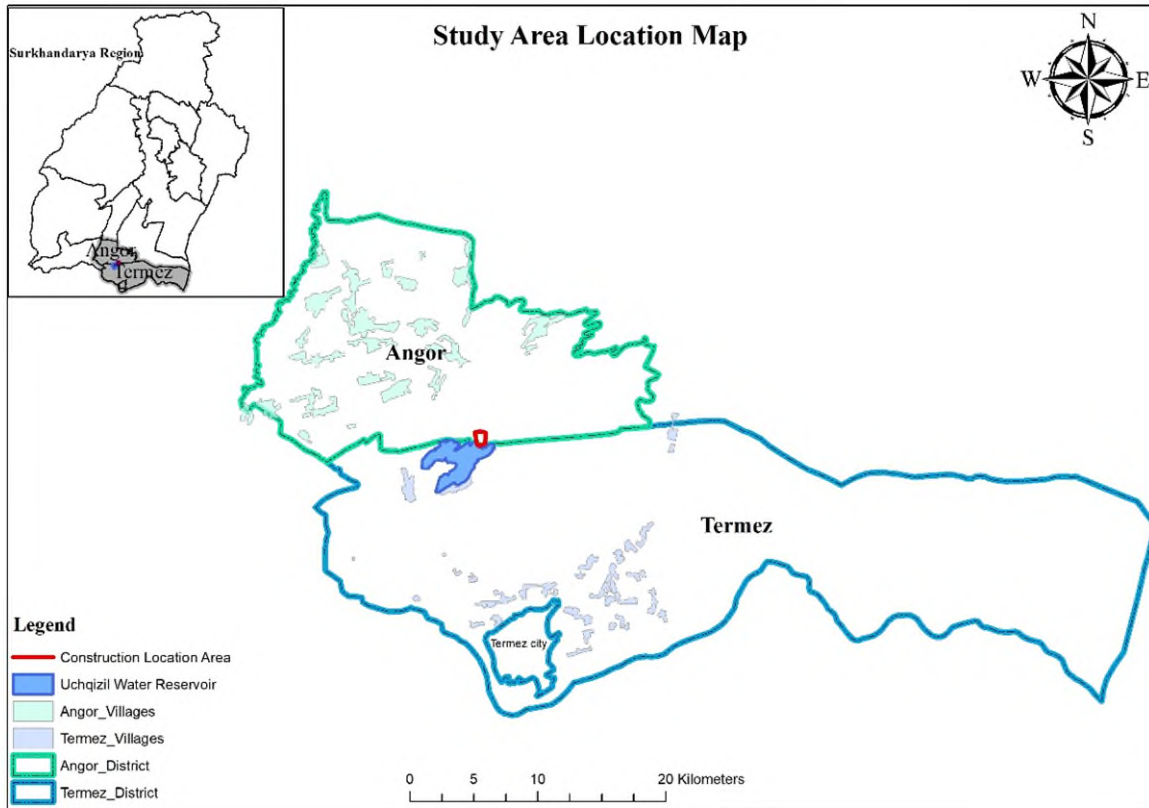 Study Area Location Map
Surkhandarya Region
Angor
Termez
N
W E
S
Angor
Termez
Termez city
Legend
Construction Location Area
Uchqizil Water Reservoir
Angor_Villages
Termez_Villages
Angor_District
Termez_District
0 5 10 20 Kilometers